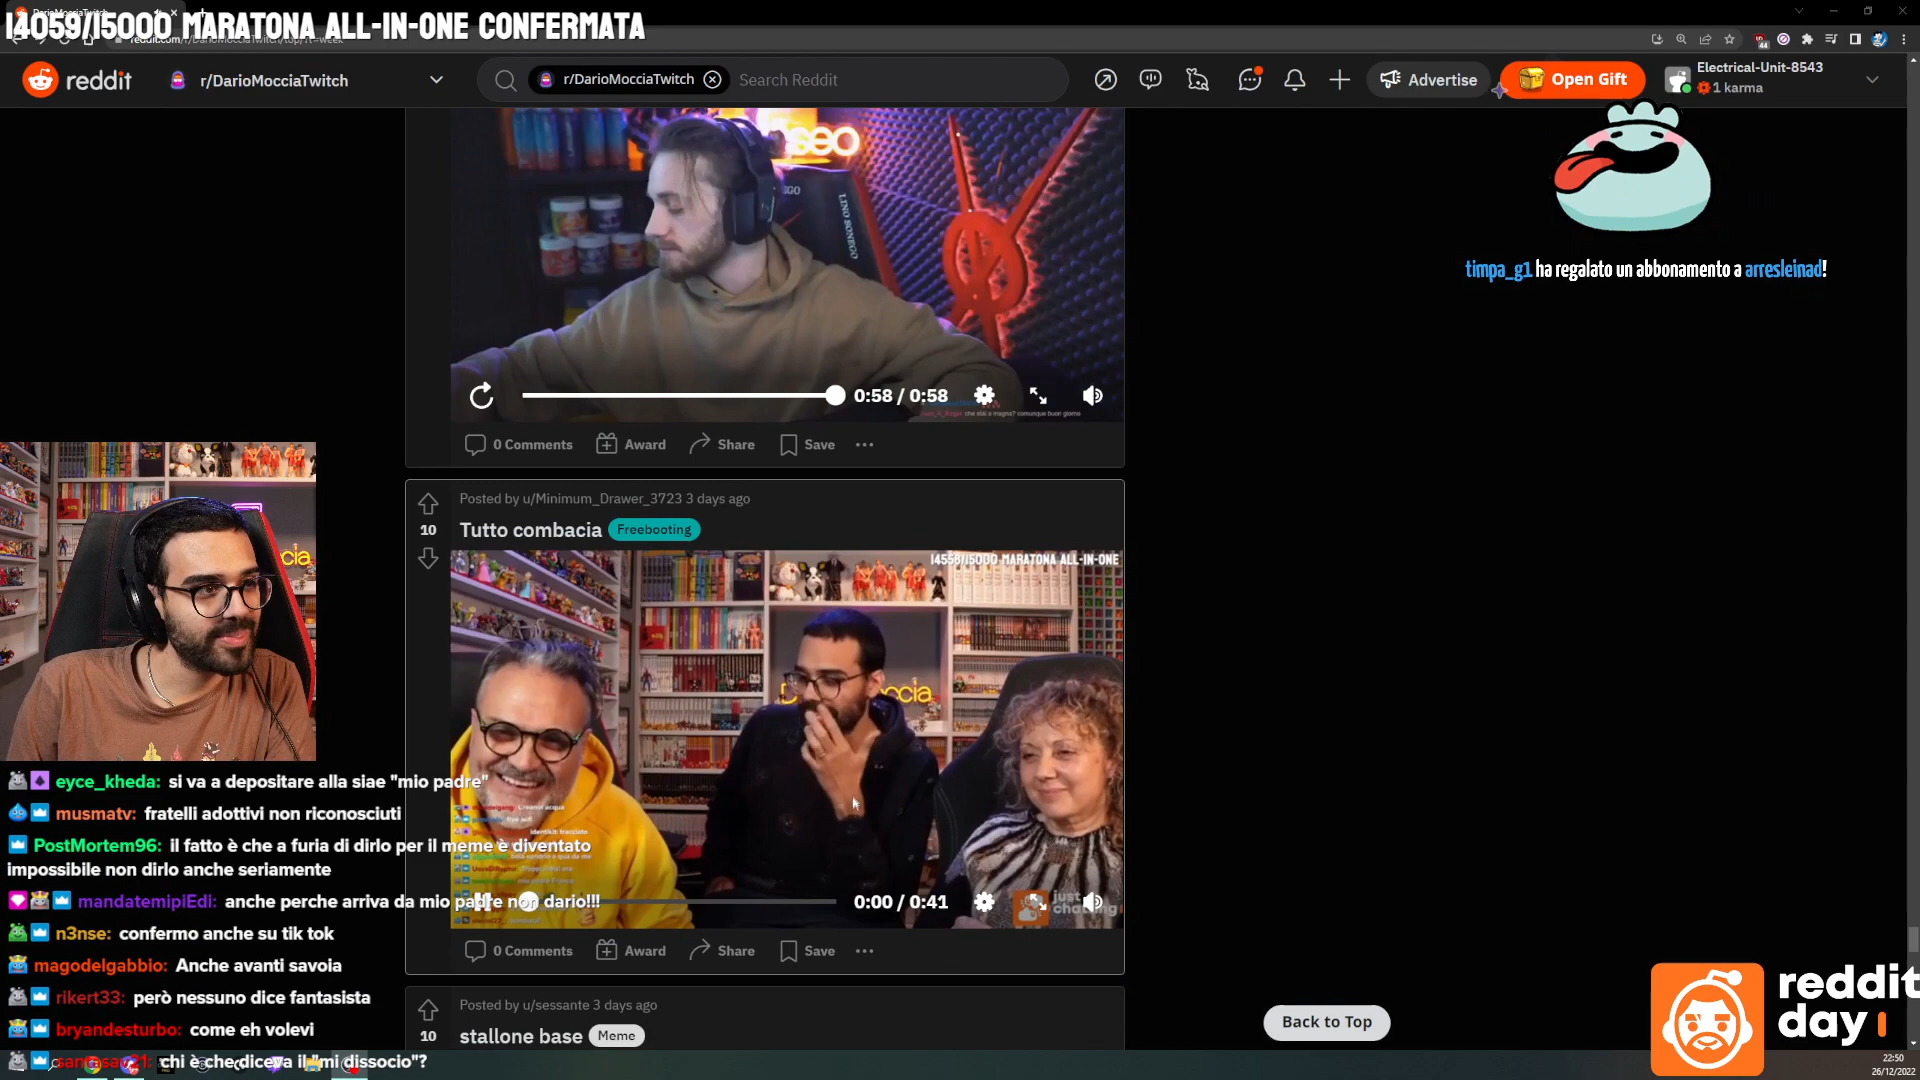 DarioMocciaTwitch
14059/15000 MARATONA ALL-IN-ONE CONFERMATA
reddit
r/DarioMocciaTwitch
r/DarioMocciaTwitch
Search Reddit
Advertise
Open Gift
Electrical-Unit-8543
1 karma
44
timpa_g1 ha regalato un abbonamento a arresleinad!
LINO SONEGO
0:58 / 0:58
0 Comments
Award
Share
Save
Posted by u/Minimum_Drawer_3723 3 days ago
10
Tutto combacia
Freebooting
14558/15000 MARATONA ALL-IN-ONE
0:00 / 0:41
just chatting
0 Comments
Award
Share
Save
Posted by u/sessante 3 days ago
10
stallone base
Meme
Back to Top
eyce_kheda: si va a depositare alla siae "mio padre"
musmatv: fratelli adottivi non riconosciuti
PostMortem96: il fatto è che a furia di dirlo per il meme è diventato
impossibile non dirlo anche seriamente
mandatemipiEdi: anche perche arriva da mio padre non dario!!!
n3nse: confermo anche su tik tok
magodelgabbio: Anche avanti savoia
rikert33: però nessuno dice fantasista
bryandesturbo: come eh volevi
chi è che diceva il "mi dissocio"?
reddit
day
22:50
26/12/2022